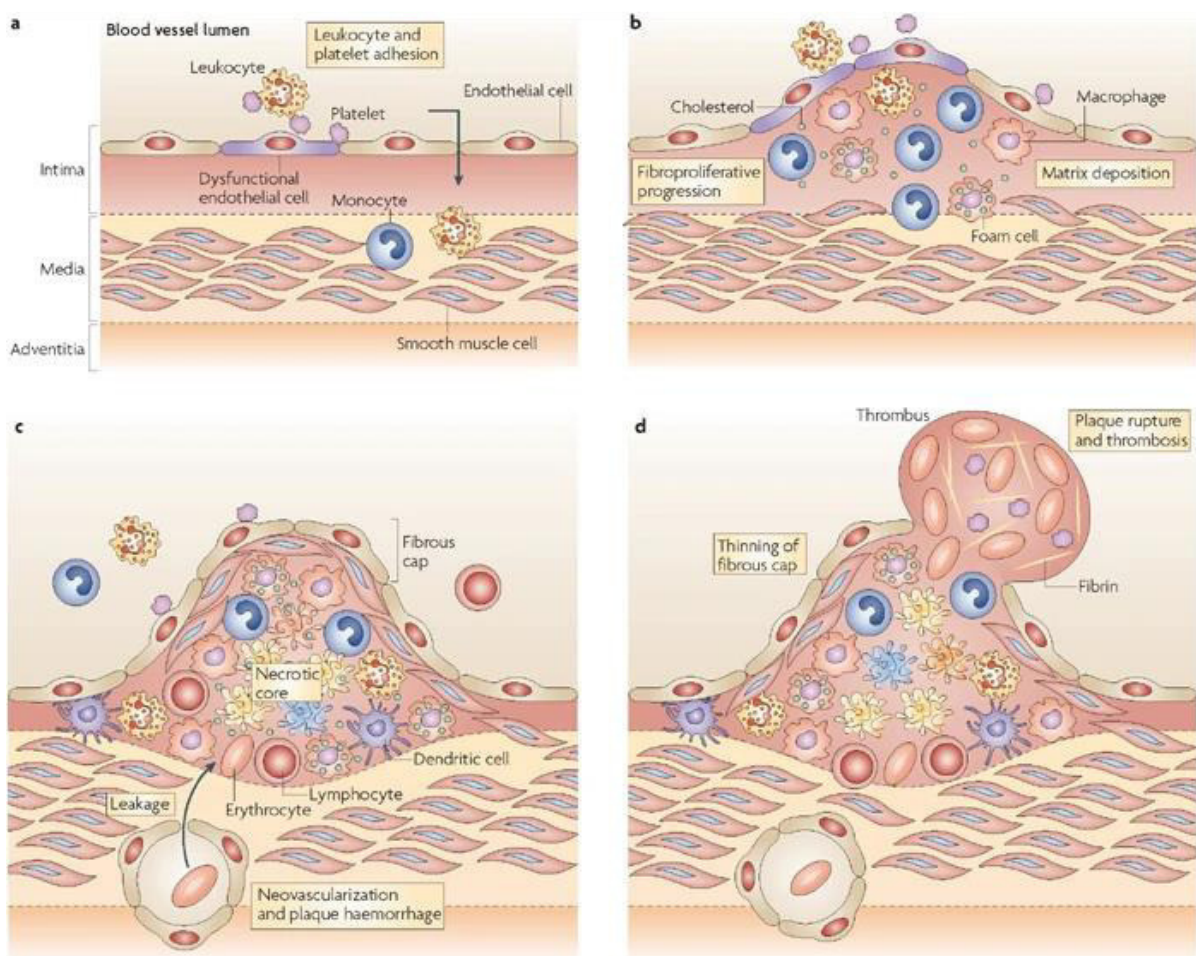 a
Blood vessel lumen
Leukocyte and
platelet adhesion
Leukocyte
Platelet
Endothelial cell
Intima
Dysfunctional
endothelial cell
Monocyte
Media
Smooth muscle cell
Adventitia
b
Cholesterol
Macrophage
Fibroproliferative
progression
Matrix deposition
Foam cell
c
Fibrous
cap
Necrotic
core
Dendritic cell
Lymphocyte
Erythrocyte
Leakage
Neovascularization
and plaque haemorrhage
d
Thrombus
Plaque rupture
and thrombosis
Thinning of
fibrous cap
Fibrin